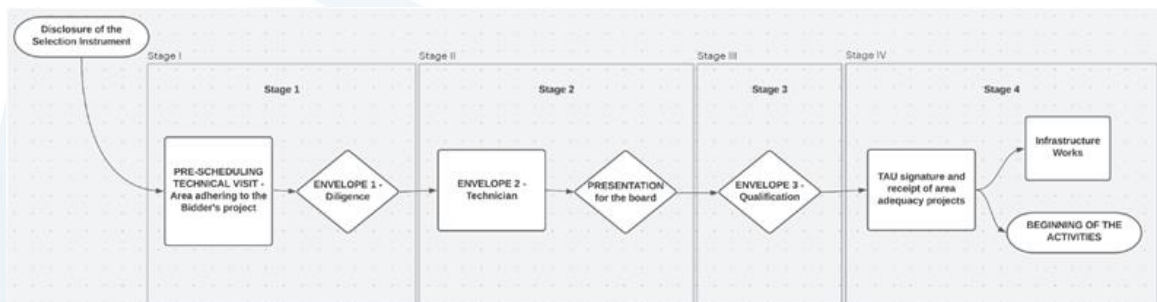 Disclosure of the
Selection Instrument
Stage I
Stage 1
PRE-SCHEDULING
TECHNICAL VISIT -
Area adhering to the
Bidder's project
ENVELOPE 1 -
Diligence
Stage II
Stage 2
ENVELOPE 2 -
Technician
PRESENTATION
for the board
Stage III
Stage 3
ENVELOPE 3 -
Qualification
Stage IV
Stage 4
TAU signature and
receipt of area
adequacy projects
Infrastructure
Works
BEGINNING OF THE
ACTIVITIES